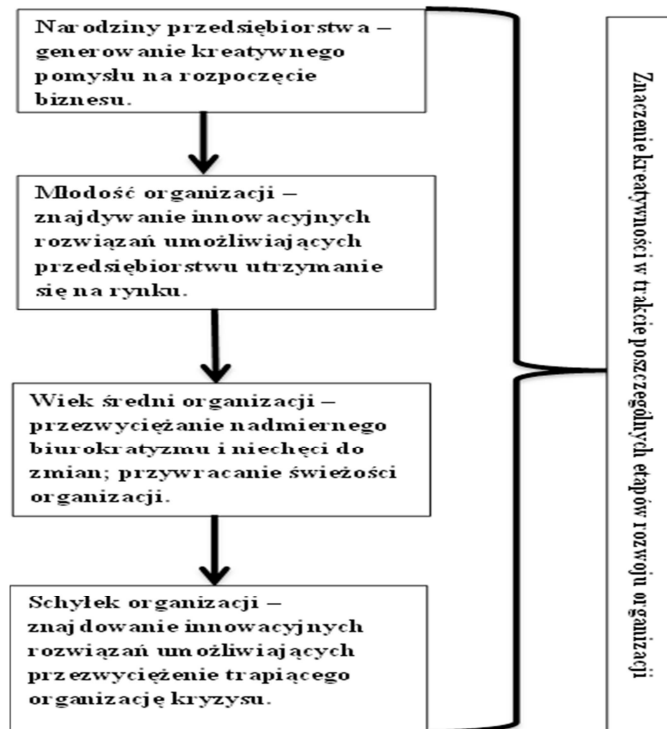 Narodziny przedsiębiorstwa –
generowanie kreatywnego
pomysłu na rozpoczęcie
biznesu.
Młodość organizacji –
znajdywanie innowacyjnych
rozwiązań umożliwiających
przedsiębiorstwu utrzymanie
się na rynku.
Wiek średni organizacji –
przezwyciężanie nadmiernego
biurokratyzmu i niechęci do
zmian; przywracanie świeżości
organizacji.
Schyłek organizacji –
znajdowanie innowacyjnych
rozwiązań umożliwiających
przezwyciężenie trapiącego
organizację kryzysu.
Znaczenie kreatywności w trakcie poszczególnych etapów rozwoju organizacji